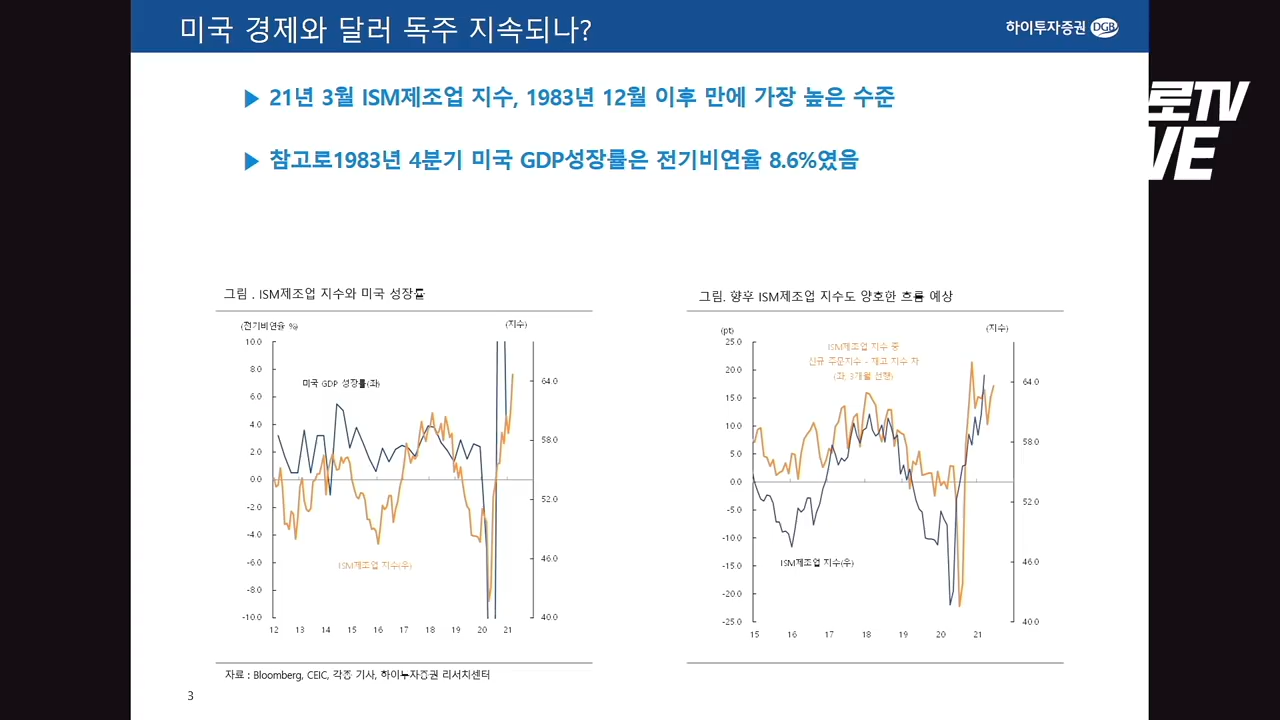 미국 경제와 달러 독주 지속되나?
하이투자증권 DGB
▶ 21년 3월 ISM제조업 지수, 1983년 12월 이후 만에 가장 높은 수준
로TV
▶ 참고로1983년 4분기 미국 GDP성장률은 전기비연율 8.6%였음
그림 . ISM제조업 지수와 미국 성장률
(전기비연율 %)
(지수)
10.0
8.0
6.0
4.0
2.0
0.0
-2.0
-4.0
-6.0
-8.0
-10.0
미국 GDP 성장률(좌)
ISM제조업 지수(우)
64.0
58.0
52.0
46.0
40.0
12 13 14 15 16 17 18 19 20 21
그림. 향후 ISM제조업 지수도 양호한 흐름 예상
(pt)
(지수)
25.0
20.0
15.0
10.0
5.0
0.0
-5.0
-10.0
-15.0
-20.0
-25.0
ISM제조업 지수 중
신규 주문지수 - 재고 지수 차
(좌, 3개월 선행)
ISM제조업 지수(우)
64.0
58.0
52.0
46.0
40.0
15 16 17 18 19 20 21
자료 : Bloomberg, CEIC, 각종 기사, 하이투자증권 리서치센터
3